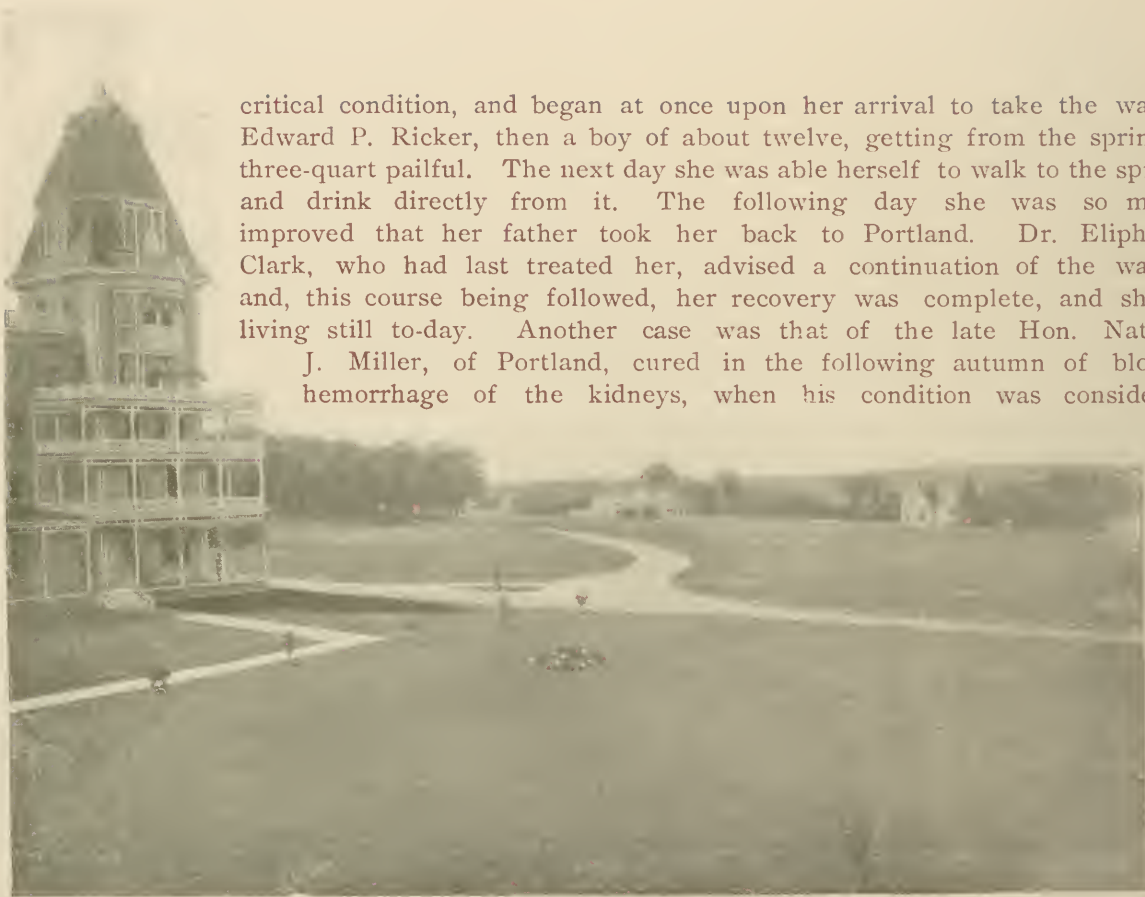 critical condition, and began at once upon her arrival to take the wa
Edward P. Ricker, then a boy of about twelve, getting from the sprin
three-quart pailful. The next day she was able herself to walk to the sp
and drink directly from it. The following day she was so m
improved that her father took her back to Portland. Dr. Eliph
Clark, who had last treated her, advised a continuation of the wa
and, this course being followed, her recovery was complete, and sh
living still to-day. Another case was that of the late Hon. Nat
J. Miller, of Portland, cured in the following autumn of blo
hemorrhage of the kidneys, when his condition was conside